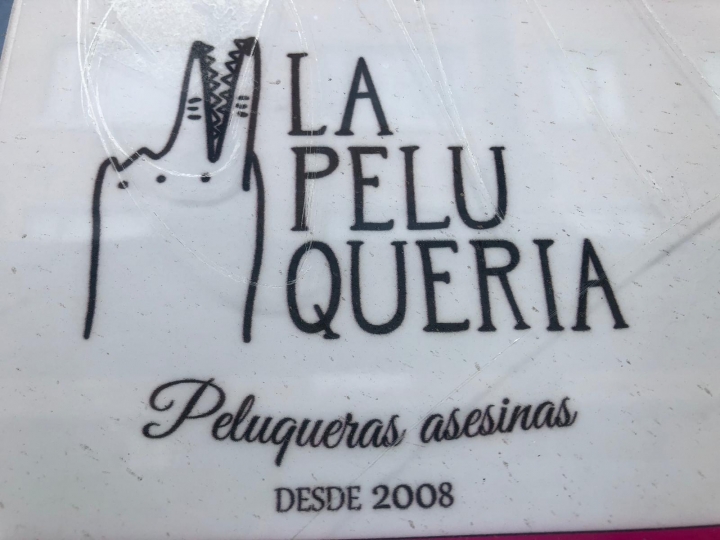 LA
PELU
QUERIA
Peluqueras asesinas
DESDE 2008